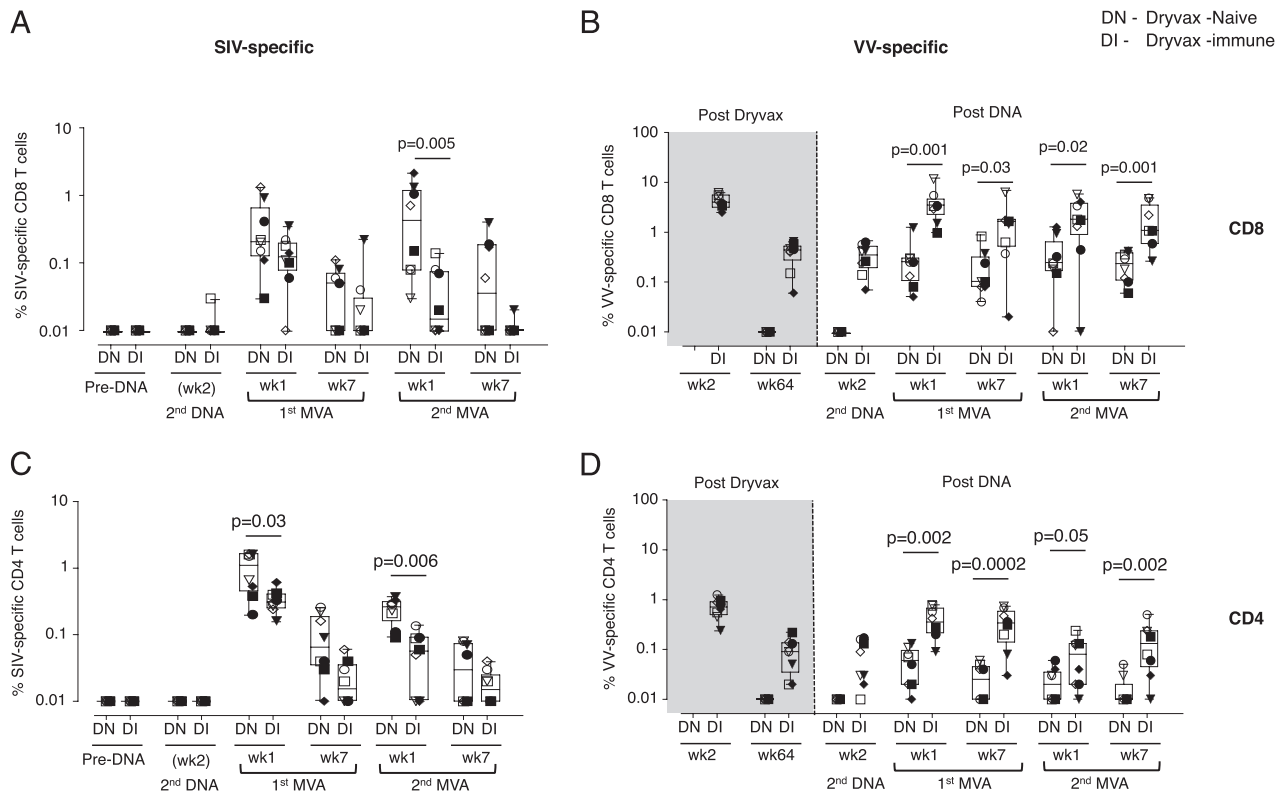 A
SIV-specific
B
VV-specific
DN - Dryvax -Naive
DI - Dryvax -immune
% SIV-specific CD8 T cells
10
1
0.1
0.01
p=0.005
DN DI DN DI DN DI DN DI DN DI DN DI
Pre-DNA (wk2) wk1 wk7 wk1 wk7
2nd DNA 1st MVA 2nd MVA
% VV-specific CD8 T cells
Post Dryvax
Post DNA
100
10
1
0.1
0.01
p=0.001
p=0.03
p=0.02
p=0.001
DI DN DI DN DI DN DI DN DI DN DI DN DI
wk2 wk64 wk2 wk1 wk7 wk1 wk7
2nd DNA 1st MVA 2nd MVA
CD8
C
% SIV-specific CD4 T cells
10
1
0.1
0.01
p=0.03
p=0.006
DN DI DN DI DN DI DN DI DN DI DN DI
Pre-DNA (wk2) wk1 wk7 wk1 wk7
2nd DNA 1st MVA 2nd MVA
D
% VV-specific CD4 T cells
Post Dryvax
Post DNA
100
10
1
0.1
0.01
p=0.002
p=0.0002
p=0.05
p=0.002
DN DI DN DI DN DI DN DI DN DI DN DI DN DI
wk2 wk64 wk2 wk1 wk7 wk1 wk7
2nd DNA 1st MVA 2nd MVA
CD4